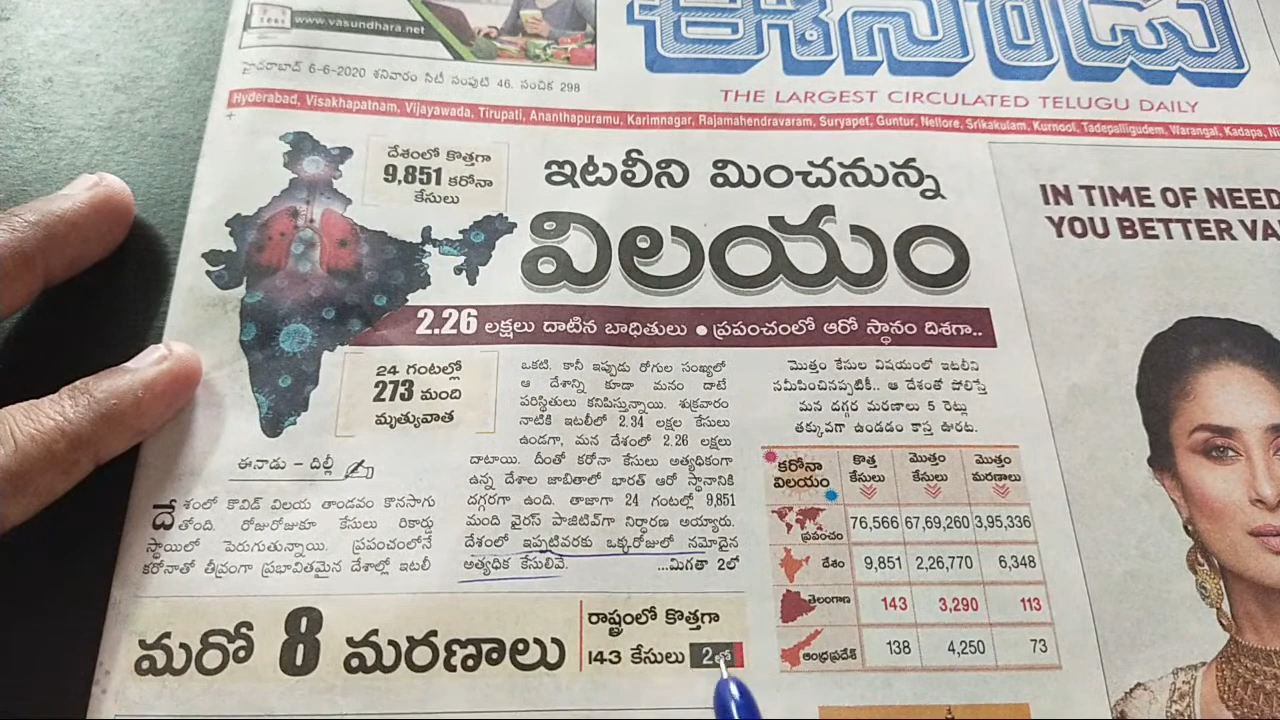 www.vasundhara.net
ఈనాడు
హైదరాబాద్ 6-6-2020 శనివారం సిటీ సంపుటి 46. సంచిక 298
THE LARGEST CIRCULATED TELUGU DAILY
Hyderabad, Visakhapatnam, Vijayawada, Tirupati, Ananthapuramu, Karimnagar, Rajamahendravaram, Suryapet, Guntur, Nellore, Srikakulam, Kurnool, Tadepalligudem, Warangal, Kadapa,
దేశంలో కొత్తగా
9,851 కరోనా
కేసులు
ఇటలీని మించనున్న
విలయం
2.26 లక్షలు దాటిన బాధితులు ● ప్రపంచంలో ఆరో స్థానం దిశగా..
24 గంటల్లో
273 మంది
మృత్యువాత
ఈనాడు - దిల్లీ
దేశంలో కొవిడ్ విలయ తాండవం కొనసాగు
తోంది. రోజురోజుకూ కేసులు రికార్డు
స్థాయిలో పెరుగుతున్నాయి. ప్రపంచంలోనే
కరోనాతో తీవ్రంగా ప్రభావితమైన దేశాల్లో ఇటలీ
ఒకటి. కానీ ఇప్పుడు రోగుల సంఖ్యలో
ఆ దేశాన్ని కూడా మనం దాటే
పరిస్థితులు కనిపిస్తున్నాయి. శుక్రవారం
నాటికి ఇటలీలో 2.34 లక్షల కేసులు
ఉండగా, మన దేశంలో 2.26 లక్షలు
దాటాయి. దీంతో కరోనా కేసులు అత్యధికంగా
ఉన్న దేశాల జాబితాలో భారత్ ఆరో స్థానానికి
దగ్గరగా ఉంది. తాజాగా 24 గంటల్లో 9,851
మంది వైరస్ పాజిటివ్‌గా నిర్ధారణ అయ్యారు.
దేశంలో ఇప్పటివరకు ఒక్కరోజులో నమోదైన
అత్యధిక కేసులివే. ...మిగతా 2లో
మొత్తం కేసుల విషయంలో ఇటలీని
సమీపించినప్పటికీ.. ఆ దేశంతో పోలిస్తే
మన దగ్గర మరణాలు 5 రెట్లు
తక్కువగా ఉండడం కాస్త ఊరట.
కరోనా విలయం కొత్త కేసులు మొత్తం కేసులు మొత్తం మరణాలు
ప్రపంచం 76,566 67,69,260 3,95,336
దేశం 9,851 2,26,770 6,348
తెలంగాణ 143 3,290 113
ఆంధ్రప్రదేశ్ 138 4,250 73
మరో 8 మరణాలు
రాష్ట్రంలో కొత్తగా
143 కేసులు 2లో
IN TIME OF NEED
YOU BETTER